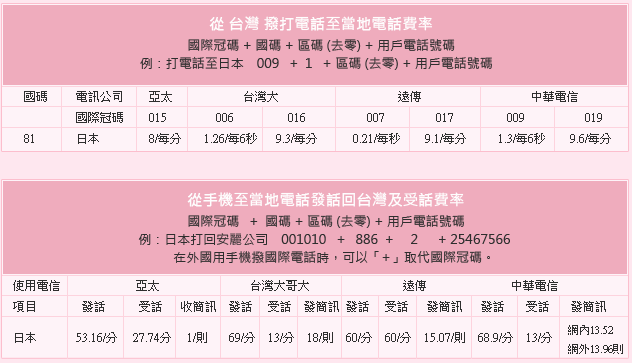 從 台灣 撥打電話至當地電話費率
國際冠碼 + 國碼 + 區碼 (去零) + 用戶電話號碼
例：打電話至日本 009 + 1 + 區碼 (去零) + 用戶電話號碼
國碼 電訊公司 亞太 台灣大 遠傳 中華電信
國際冠碼 015 006 016 007 017 009 019
81 日本 8/每分 1.26/每6秒 9.3/每分 0.21/每秒 9.1/每分 1.3/每6秒 9.6/每分
從手機至當地電話發話回台灣及受話費率
國際冠碼 + 國碼 + 區碼 (去零) + 用戶電話號碼
例：日本打回安麗公司 001010 + 886 + 2 + 25467566
在外國用手機撥國際電話時，可以「+」取代國際冠碼。
使用電信 亞太 台灣大哥大 遠傳 中華電信
項目 發話 受話 收簡訊 發話 受話 發簡訊 發話 受話 發簡訊 發話 受話 發簡訊
日本 53.16/分 27.74/分 1/則 69/分 13/分 18/則 60/分 60/分 15.07/則 68.9/分 13/分 網內13.52
網外13.96則